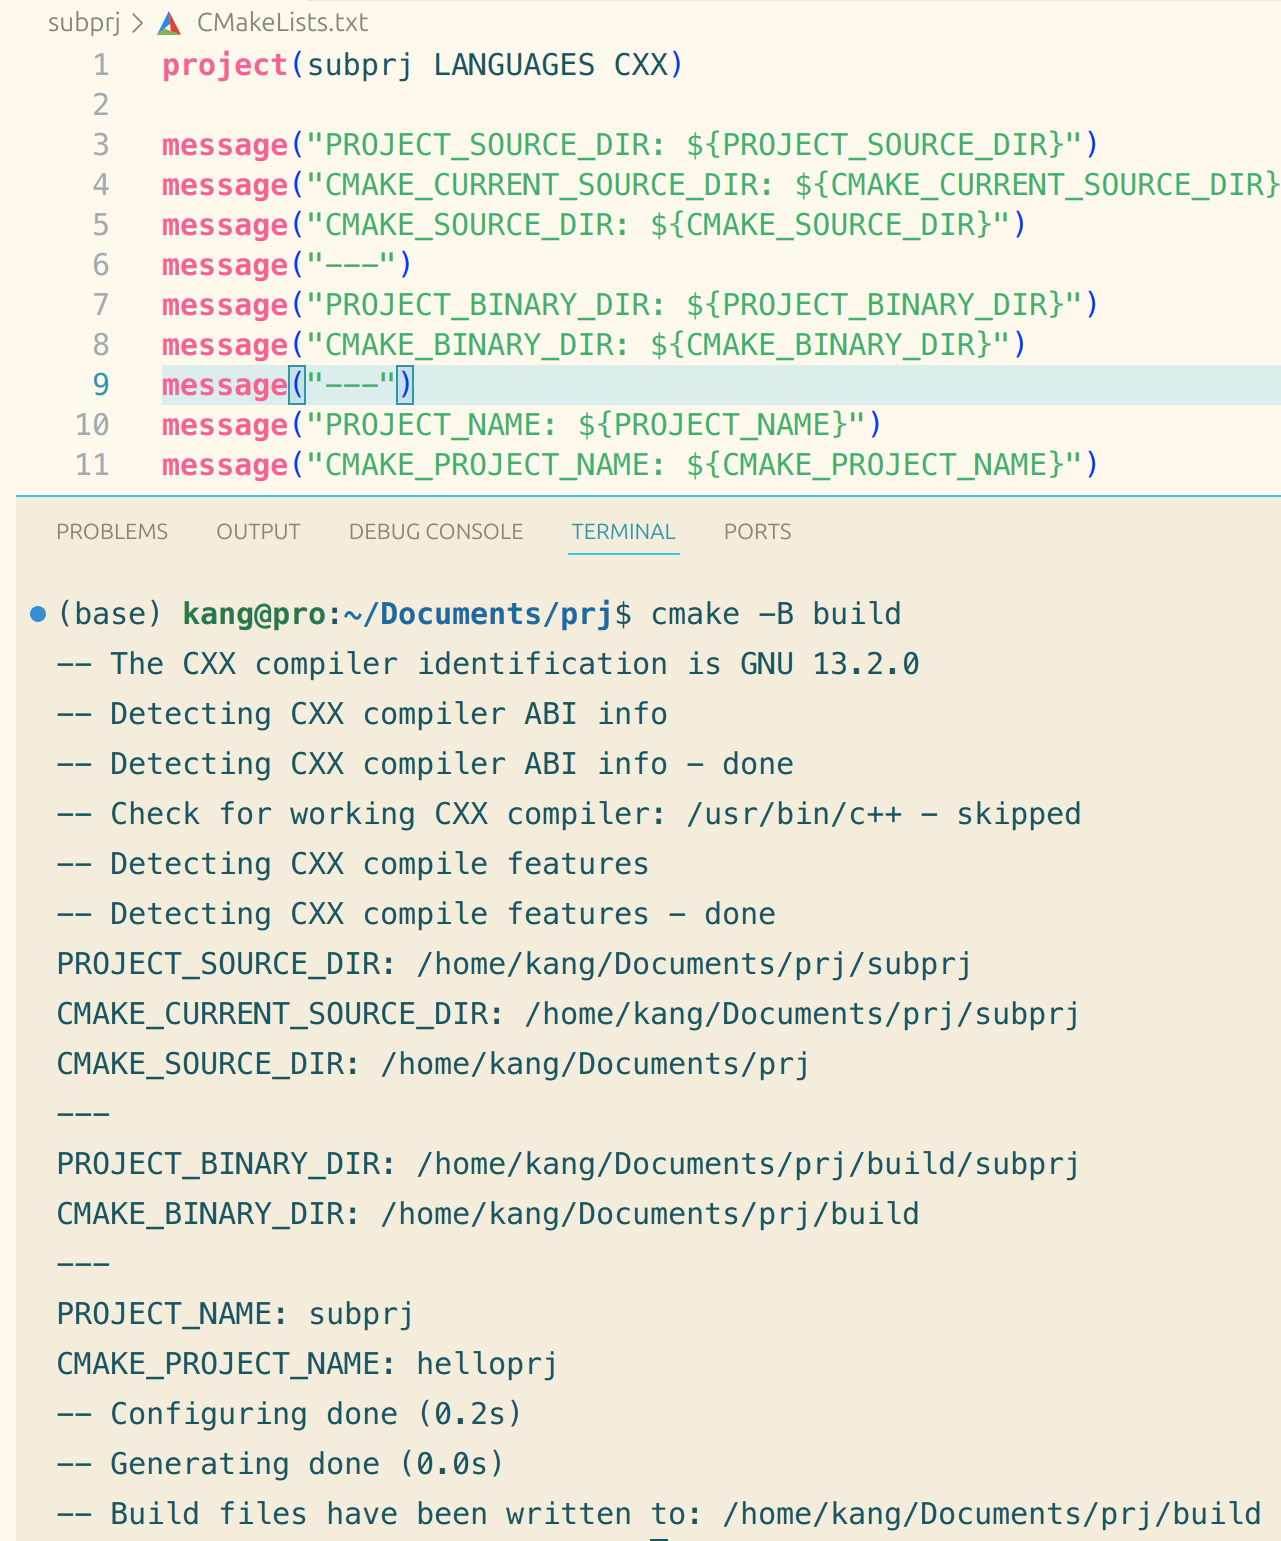 subprj > CMakeLists.txt
1 project(subprj LANGUAGES CXX)
2
3 message("PROJECT_SOURCE_DIR: ${PROJECT_SOURCE_DIR}")
4 message("CMAKE_CURRENT_SOURCE_DIR: ${CMAKE_CURRENT_SOURCE_DIR}
5 message("CMAKE_SOURCE_DIR: ${CMAKE_SOURCE_DIR}")
6 message("---")
7 message("PROJECT_BINARY_DIR: ${PROJECT_BINARY_DIR}")
8 message("CMAKE_BINARY_DIR: ${CMAKE_BINARY_DIR}")
9 message("---")
10 message("PROJECT_NAME: ${PROJECT_NAME}")
11 message("CMAKE_PROJECT_NAME: ${CMAKE_PROJECT_NAME}")
PROBLEMS OUTPUT DEBUG CONSOLE TERMINAL PORTS
(base) kang@pro:~/Documents/prj$ cmake -B build
-- The CXX compiler identification is GNU 13.2.0
-- Detecting CXX compiler ABI info
-- Detecting CXX compiler ABI info - done
-- Check for working CXX compiler: /usr/bin/c++ - skipped
-- Detecting CXX compile features
-- Detecting CXX compile features - done
PROJECT_SOURCE_DIR: /home/kang/Documents/prj/subprj
CMAKE_CURRENT_SOURCE_DIR: /home/kang/Documents/prj/subprj
CMAKE_SOURCE_DIR: /home/kang/Documents/prj
---
PROJECT_BINARY_DIR: /home/kang/Documents/prj/build/subprj
CMAKE_BINARY_DIR: /home/kang/Documents/prj/build
---
PROJECT_NAME: subprj
CMAKE_PROJECT_NAME: helloprj
-- Configuring done (0.2s)
-- Generating done (0.0s)
-- Build files have been written to: /home/kang/Documents/prj/build